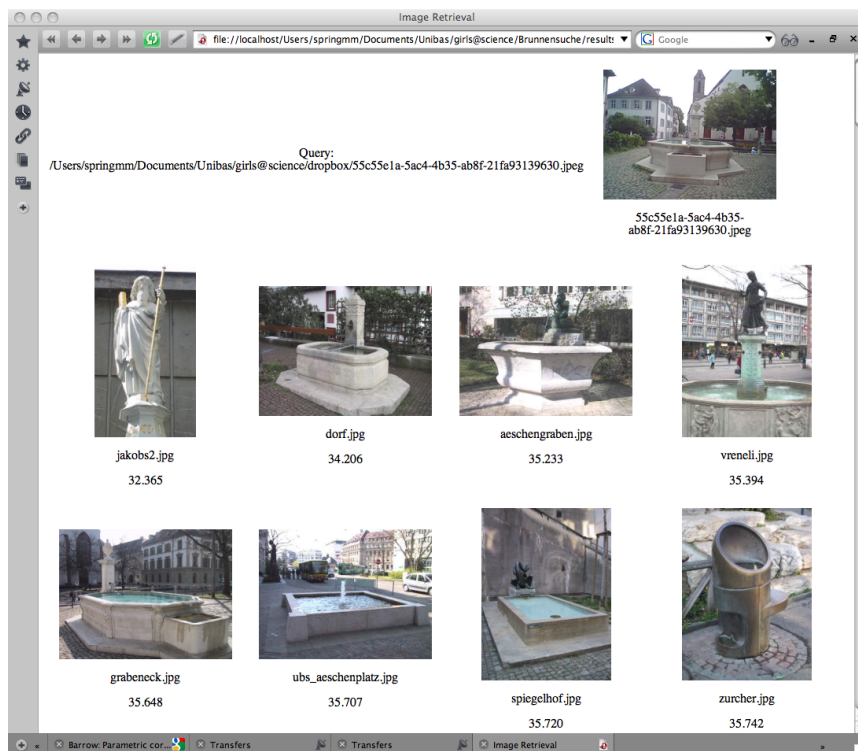 Image Retrieval
file://localhost/Users/springmm/Documents/Unibas/girls@science/Brunnensuche/results
Google
Query:
/Users/springmm/Documents/Unibas/girls@science/dropbox/55c55e1a-5ac4-4b35-ab8f-21fa93139630.jpeg
55c55e1a-5ac4-4b35-
ab8f-21fa93139630.jpeg
jakobs2.jpg
32.365
dorf.jpg
34.206
aeschengraben.jpg
35.233
vreneli.jpg
35.394
grabeneck.jpg
35.648
ubs_aeschenplatz.jpg
35.707
spiegelhof.jpg
35.720
zurcher.jpg
35.742
Barrow: Parametric cor...
Transfers
Transfers
Image Retrieval